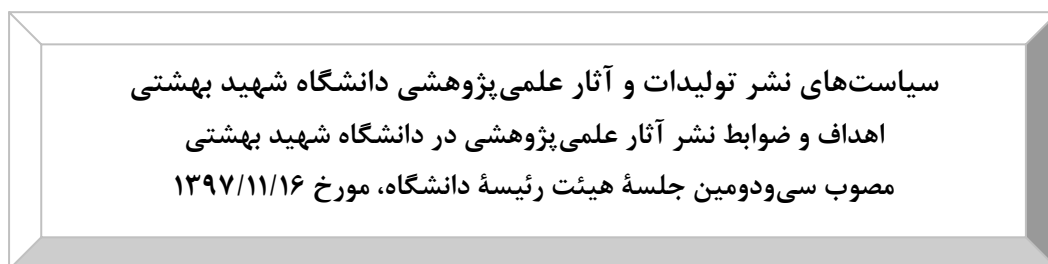 سیاست‌های نشر تولیدات و آثار علمی‌پژوهشی دانشگاه شهید بهشتی
اهداف و ضوابط نشر آثار علمی‌پژوهشی در دانشگاه شهید بهشتی
مصوب سی‌ودومین جلسهٔ هیئت رئیسهٔ دانشگاه، مورخ ۱۳۹۷/۱۱/۱۶